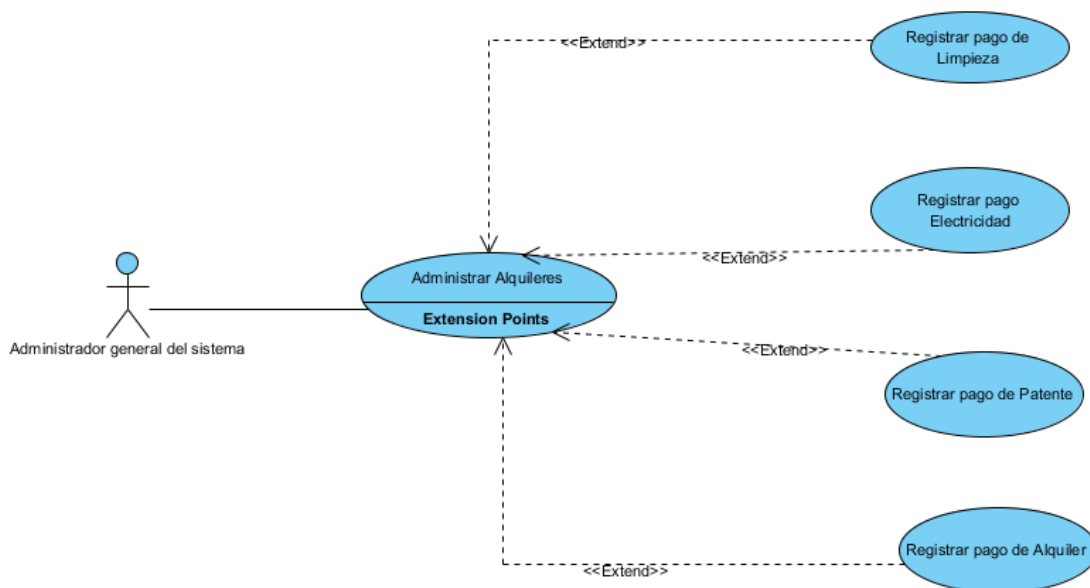 <<Extend>>
Registrar pago de
Limpieza
Registrar pago
Electricidad
<<Extend>>
Administrar Alquileres
Extension Points
Administrador general del sistema
<<Extend>>
Registrar pago de Patente
<<Extend>>
Registrar pago de Alquiler